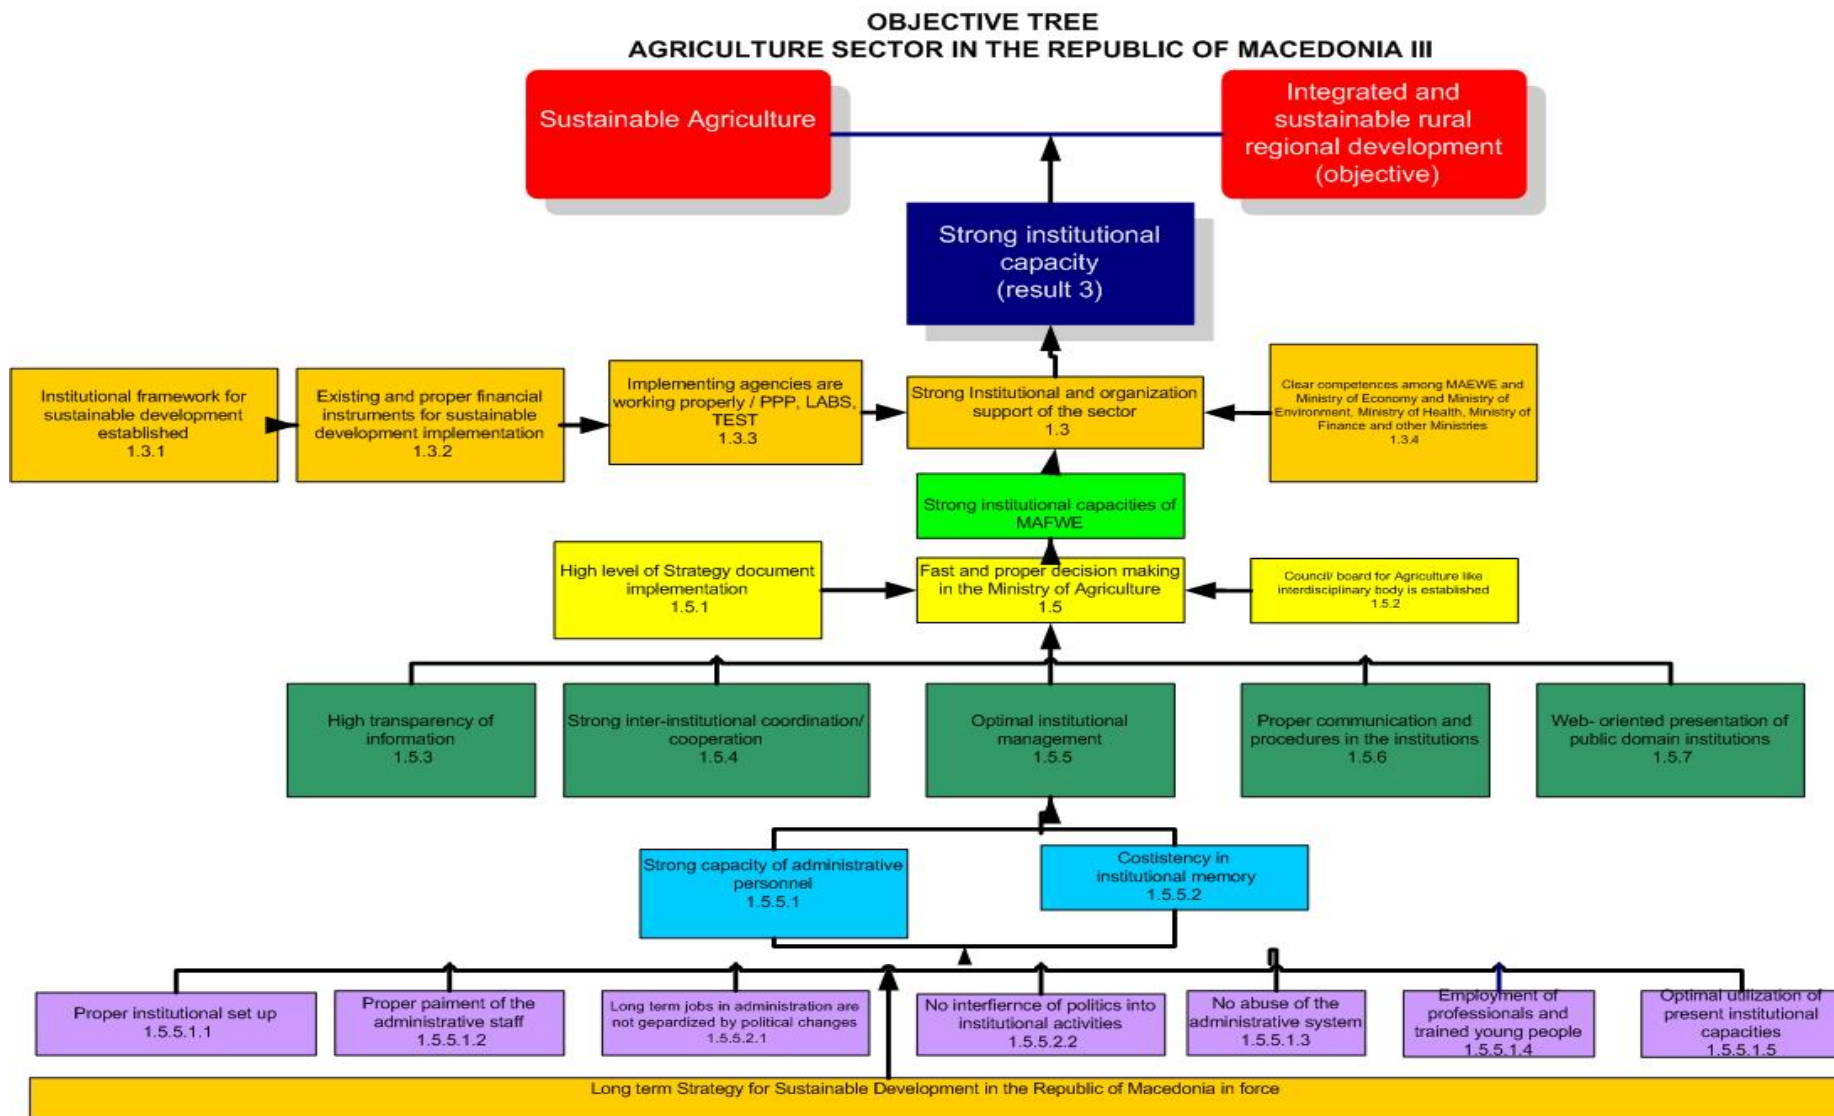 OBJECTIVE TREE
AGRICULTURE SECTOR IN THE REPUBLIC OF MACEDONIA III
Sustainable Agriculture
Integrated and
sustainable rural
regional development
(objective)
Strong institutional
capacity
(result 3)
Institutional framework for
sustainable development
established
1.3.1
Existing and proper financial
instruments for sustainable
development implementation
1.3.2
Implementing agencies are
working properly / PPP, LABS,
TEST
1.3.3
Strong Institutional and organization
support of the sector
1.3
Clear competences among MAEWE and
Ministry of Economy and Ministry of
Environment, Ministry of Health, Ministry of
Finance and other Ministries
1.3.4
Strong institutional capacities of
MAFWE
High level of Strategy document
implementation
1.5.1
Fast and proper decision making
in the Ministry of Agriculture
1.5
Council/ board for Agriculture like
interdisciplinary body is established
1.5.2
High transparency of
information
1.5.3
Strong inter-institutional coordination/
cooperation
1.5.4
Optimal institutional
management
1.5.5
Proper communication and
procedures in the institutions
1.5.6
Web- oriented presentation of
public domain institutions
1.5.7
Strong capacity of administrative
personnel
1.5.5.1
Costistency in
institutional memory
1.5.5.2
Proper institutional set up
1.5.5.1.1
Proper paiment of the
administrative staff
1.5.5.1.2
Long term jobs in administration are
not gepardized by political changes
1.5.5.2.1
No interfiernce of politics into
institutional activities
1.5.5.2.2
No abuse of the
administrative system
1.5.5.1.3
Employment of
professionals and
trained young people
1.5.5.1.4
Optimal utilization of
present institutional
capacities
1.5.5.1.5
Long term Strategy for Sustainable Development in the Republic of Macedonia in force